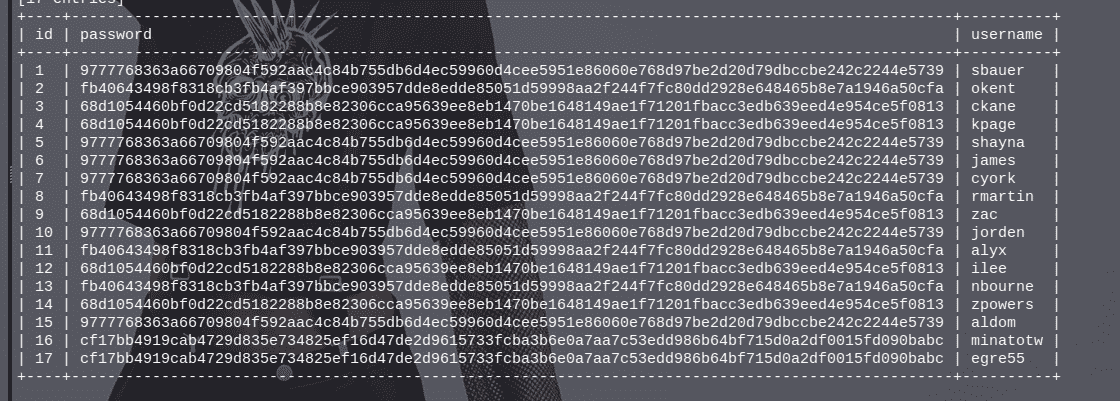 [17 entries]
+----+--------------------------------------------------------------------------------------------------+----------+
| id | password | username |
+----+--------------------------------------------------------------------------------------------------+----------+
| 1 | 9777768363a66709804f592aac4c84b755db6d4ec59960d4cee5951e86060e768d97be2d20d79dbccbe242c2244e5739 | sbauer |
| 2 | fb40643498f8318cb3fb4af397bbce903957dde8edde85051d59998aa2f244f7fc80dd2928e648465b8e7a1946a50cfa | okent |
| 3 | 68d1054460bf0d22cd5182288b8e82306cca95639ee8eb1470be1648149ae1f71201fbacc3edb639eed4e954ce5f0813 | ckane |
| 4 | 68d1054460bf0d22cd5182288b8e82306cca95639ee8eb1470be1648149ae1f71201fbacc3edb639eed4e954ce5f0813 | kpage |
| 5 | 9777768363a66709804f592aac4c84b755db6d4ec59960d4cee5951e86060e768d97be2d20d79dbccbe242c2244e5739 | shayna |
| 6 | 9777768363a66709804f592aac4c84b755db6d4ec59960d4cee5951e86060e768d97be2d20d79dbccbe242c2244e5739 | james |
| 7 | 9777768363a66709804f592aac4c84b755db6d4ec59960d4cee5951e86060e768d97be2d20d79dbccbe242c2244e5739 | cyork |
| 8 | fb40643498f8318cb3fb4af397bbce903957dde8edde85051d59998aa2f244f7fc80dd2928e648465b8e7a1946a50cfa | rmartin |
| 9 | 68d1054460bf0d22cd5182288b8e82306cca95639ee8eb1470be1648149ae1f71201fbacc3edb639eed4e954ce5f0813 | zac |
| 10 | 9777768363a66709804f592aac4c84b755db6d4ec59960d4cee5951e86060e768d97be2d20d79dbccbe242c2244e5739 | jorden |
| 11 | fb40643498f8318cb3fb4af397bbce903957dde8edde85051d59998aa2f244f7fc80dd2928e648465b8e7a1946a50cfa | alyx |
| 12 | 68d1054460bf0d22cd5182288b8e82306cca95639ee8eb1470be1648149ae1f71201fbacc3edb639eed4e954ce5f0813 | ilee |
| 13 | fb40643498f8318cb3fb4af397bbce903957dde8edde85051d59998aa2f244f7fc80dd2928e648465b8e7a1946a50cfa | nbourne |
| 14 | 68d1054460bf0d22cd5182288b8e82306cca95639ee8eb1470be1648149ae1f71201fbacc3edb639eed4e954ce5f0813 | zpowers |
| 15 | 9777768363a66709804f592aac4c84b755db6d4ec59960d4cee5951e86060e768d97be2d20d79dbccbe242c2244e5739 | aldom |
| 16 | cf17bb4919cab4729d835e734825ef16d47de2d9615733fcba3b6e0a7aa7c53edd986b64bf715d0a2df0015fd090babc | minatotw |
| 17 | cf17bb4919cab4729d835e734825ef16d47de2d9615733fcba3b6e0a7aa7c53edd986b64bf715d0a2df0015fd090babc | egre55 |
+----+--------------------------------------------------------------------------------------------------+----------+